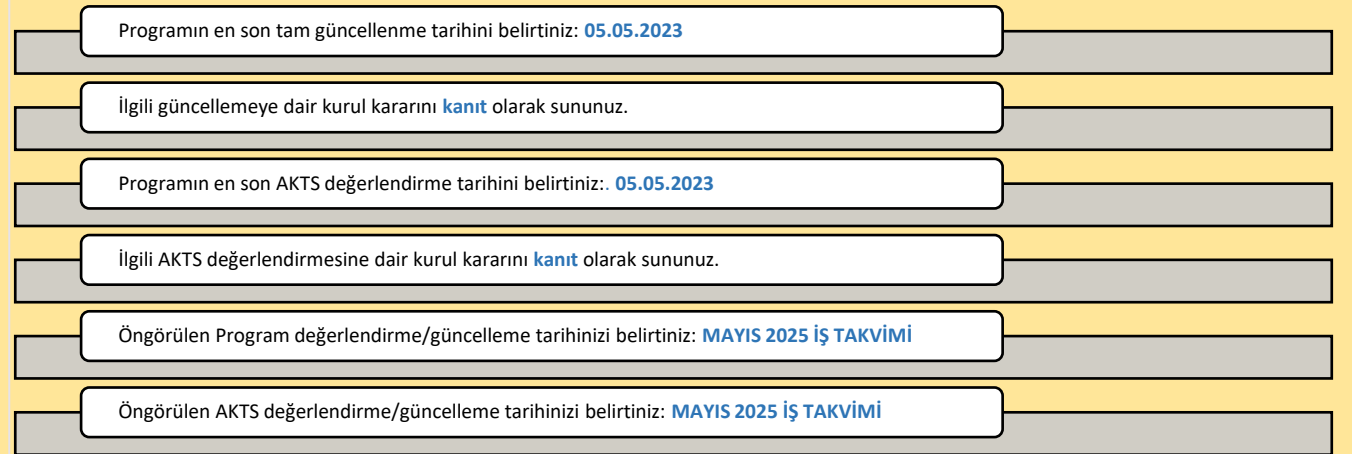 Programın en son tam güncellenme tarihini belirtiniz: 05.05.2023
İlgili güncellemeye dair kurul kararını kanıt olarak sununuz.
Programın en son AKTS değerlendirme tarihini belirtiniz:. 05.05.2023
İlgili AKTS değerlendirmesine dair kurul kararını kanıt olarak sununuz.
Öngörülen Program değerlendirme/güncelleme tarihinizi belirtiniz: MAYIS 2025 İŞ TAKVİMİ
Öngörülen AKTS değerlendirme/güncelleme tarihinizi belirtiniz: MAYIS 2025 İŞ TAKVİMİ